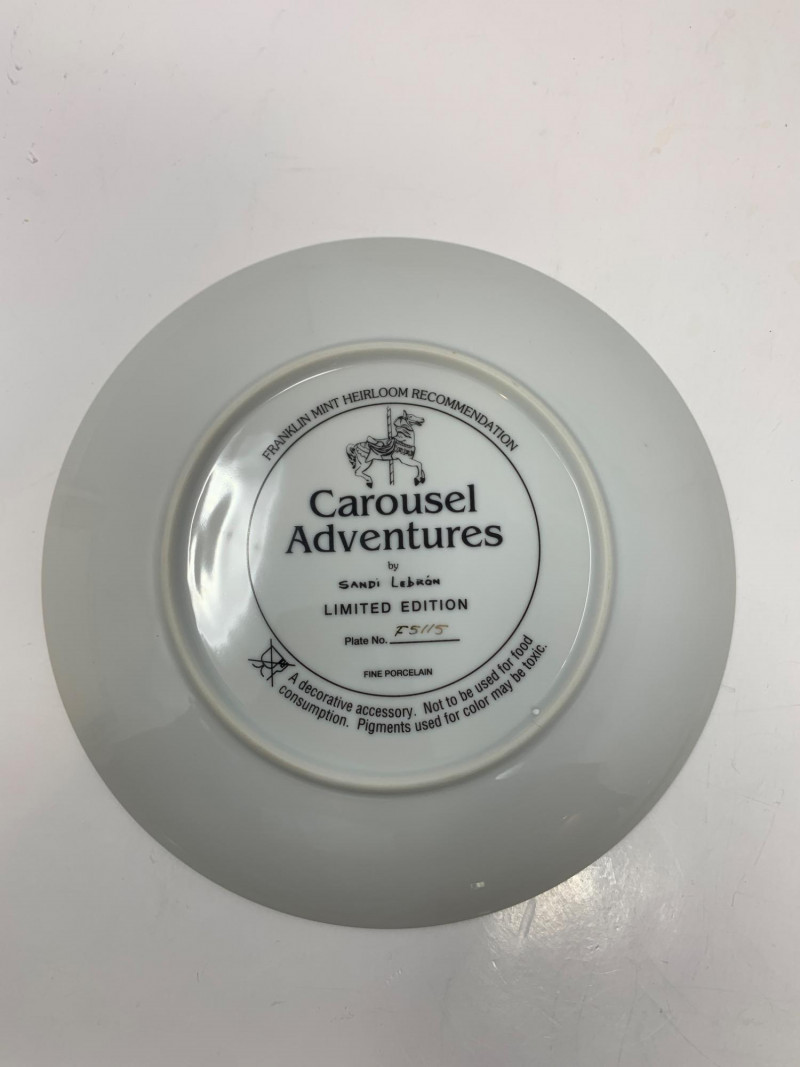 FRANKLIN MINT HEIRLOOM RECOMMENDATION
Carousel
Adventures
by
SANDi LebRÓN
LIMITED EDITION
Plate No. F5115
FINE PORCELAIN
A decorative accessory. Not to be used for food
consumption. Pigments used for color may be toxic.